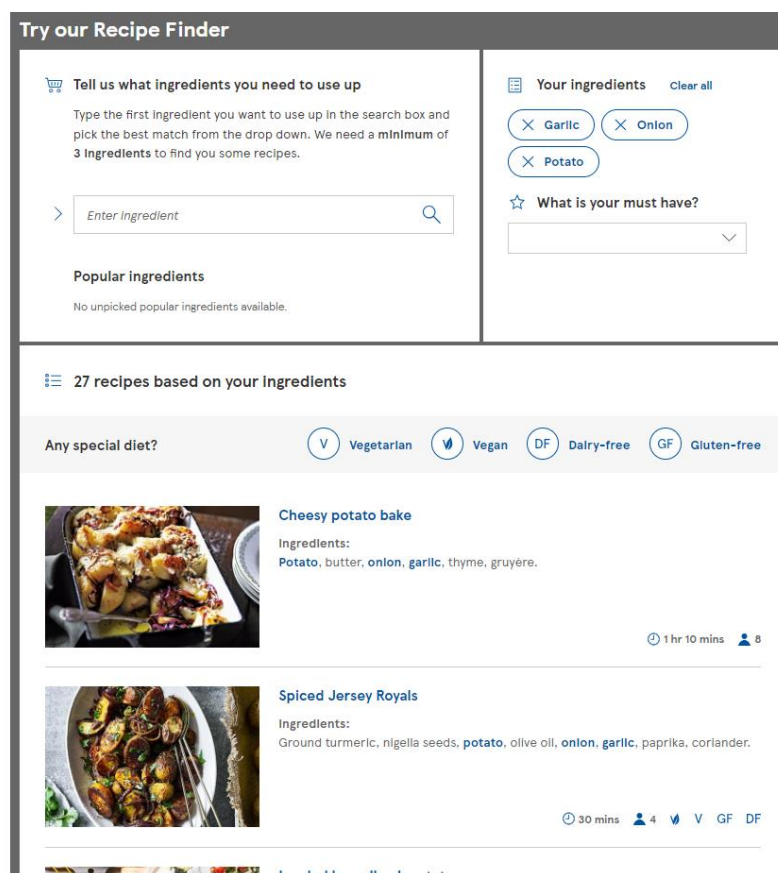 Try our Recipe Finder
Tell us what ingredients you need to use up
Type the first ingredient you want to use up in the search box and
pick the best match from the drop down. We need a minimum of
3 ingredients to find you some recipes.
Enter ingredient
Popular ingredients
No unpicked popular ingredients available.
Your ingredients Clear all
Garlic Onion
Potato
What is your must have?
27 recipes based on your ingredients
Any special diet? V Vegetarian Vegan DF Dairy-free GF Gluten-free
Cheesy potato bake
Ingredients:
Potato, butter, onion, garlic, thyme, gruyère.
1 hr 10 mins 8
Spiced Jersey Royals
Ingredients:
Ground turmeric, nigella seeds, potato, olive oil, onion, garlic, paprika, coriander.
30 mins 4 V GF DF